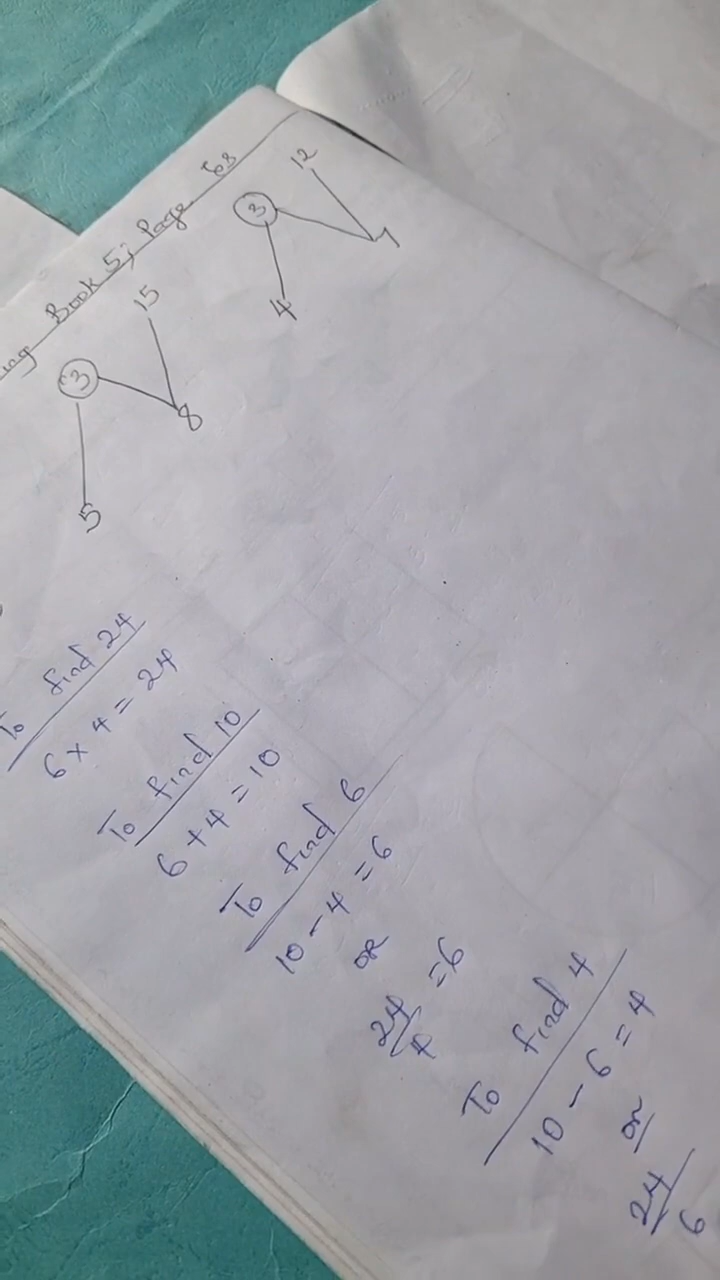 Book 5; Page 68
3 15 8 5
3 12 7 4
To find 24
6 x 4 = 24
To find 10
6 + 4 = 10
To find 6
10 - 4 = 6
or
24/4 = 6
To find 4
10 - 6 = 4
or
24/6